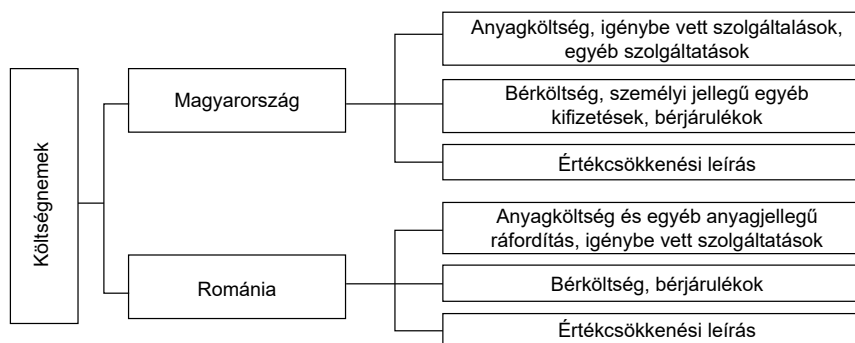 Költségnemek
Magyarország
Anyagköltség, igénybe vett szolgáltalások,
egyéb szolgáltatások
Bérköltség, személyi jellegű egyéb
kifizetések, bérjárulékok
Értékcsökkenési leírás
Románia
Anyagköltség és egyéb anyagjellegű
ráfordítás, igénybe vett szolgáltatások
Bérköltség, bérjárulékok
Értékcsökkenési leírás